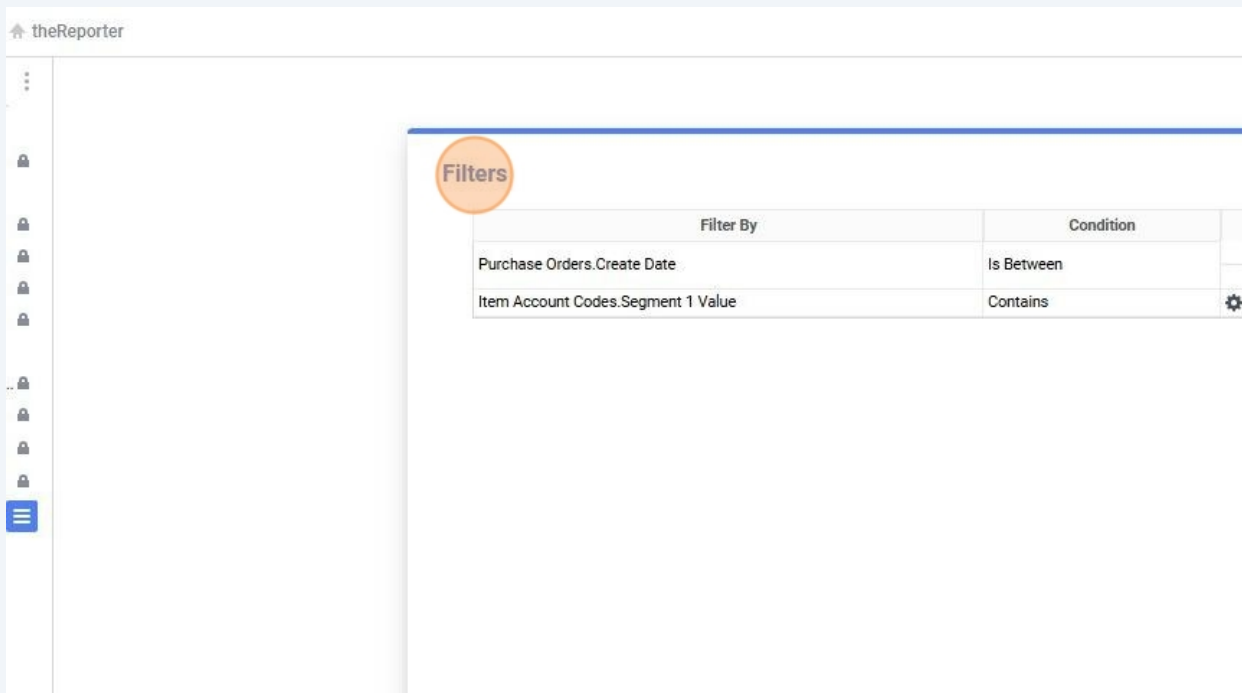 theReporter
Filters
Filter By Condition
Purchase Orders.Create Date Is Between
Item Account Codes.Segment 1 Value Contains
..